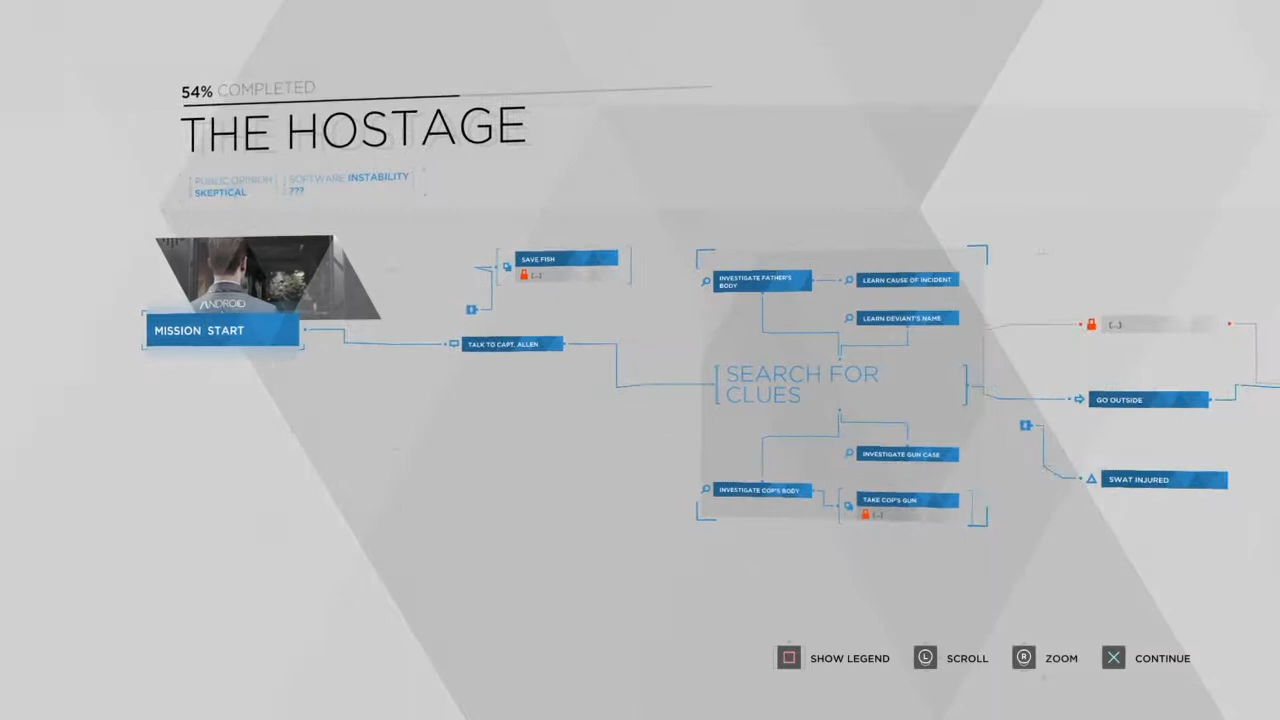 54% COMPLETED
THE HOSTAGE
PUBLIC OPINION
SKEPTICAL
SOFTWARE INSTABILITY
???
ANDROID
MISSION START
SAVE FISH
[...]
TALK TO CAPT. ALLEN
INVESTIGATE FATHER'S
BODY
LEARN CAUSE OF INCIDENT
LEARN DEVIANT'S NAME
SEARCH FOR
CLUES
INVESTIGATE GUN CASE
INVESTIGATE COP'S BODY
TAKE COP'S GUN
[...]
[...]
GO OUTSIDE
SWAT INJURED
SHOW LEGEND
L
SCROLL
R
ZOOM
CONTINUE